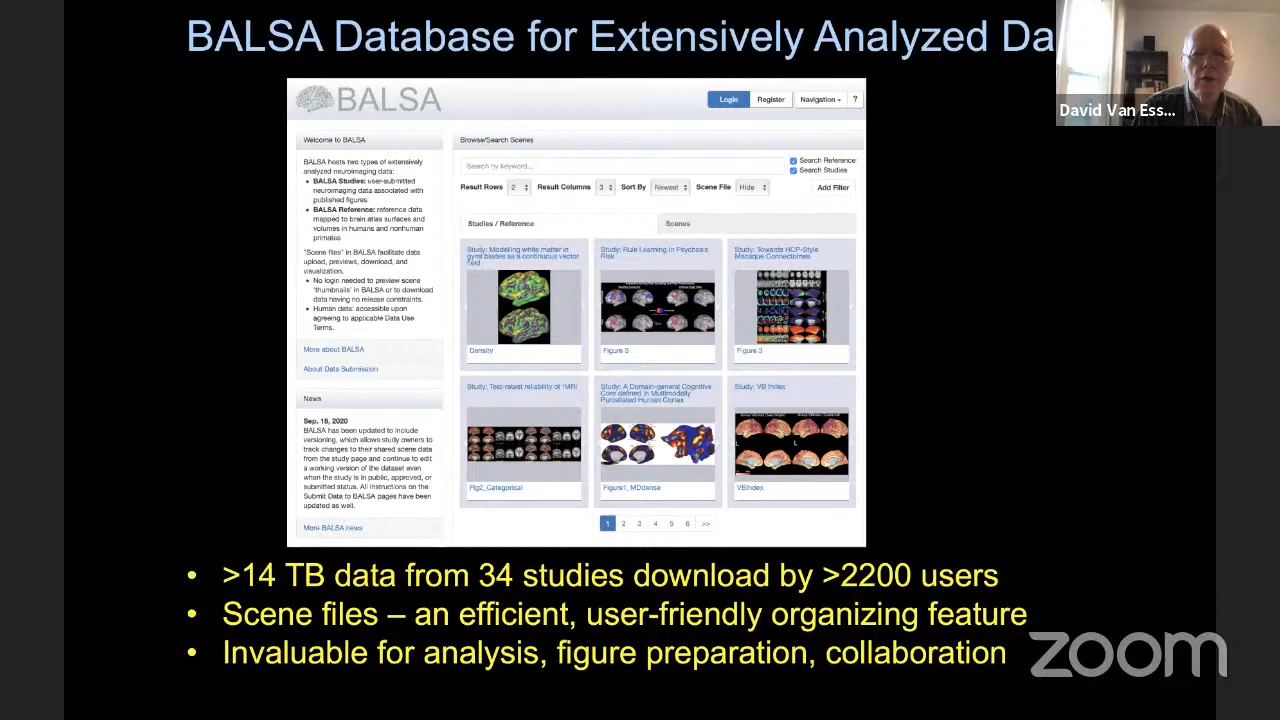 BALSA Database for Extensively Analyzed Da
David Van Ess...
BALSA
Login
Register
Navigation
?
Welcome to BALSA
BALSA hosts two types of extensively
analyzed neuroimaging data:
• BALSA Studies: user-submitted
neuroimaging data associated with
published figures
• BALSA Reference: reference data
mapped to brain atlas surfaces and
volumes in humans and nonhuman
primates
"Scene files" in BALSA facilitate data
upload, previews, download, and
visualization.
• No login needed to preview scene
'thumbnails' in BALSA or to download
data having no release constraints.
• Human data: accessible upon
agreeing to applicable Data Use
Terms.
More about BALSA
About Data Submission
News
Sep. 18, 2020
BALSA has been updated to include
versioning, which allows study owners to
track changes to their shared scene data
from the study page and continue to edit
a working version of the dataset even
when the study is in public, approved, or
submitted status. All instructions on the
Submit Data to BALSA pages have been
updated as well.
More BALSA news
Browse/Search Scenes
Search by keyword...
Search Reference
Search Studies
Result Rows 2 Result Columns 3 Sort By Newest Scene File Hide
Add Filter
Studies / Reference
Scenes
Study: Modelling white matter in
gyral blades as a continuous vector
field
Density
Study: Rule Learning in Psychosis
Risk
Figure 3
Study: Towards HCP-Style
Macaque Connectomes
Figure 3
Study: Test-retest reliability of fMRI
Fig2_Categorical
Study: A Domain-general Cognitive
Core defined in Multimodally
Parcellated Human Cortex
Figure1_MDdense
Study: VB Index
L
L
VBIndex
1 2 3 4 5 6 >>
• >14 TB data from 34 studies download by >2200 users
• Scene files – an efficient, user-friendly organizing feature
• Invaluable for analysis, figure preparation, collaboration
zoom